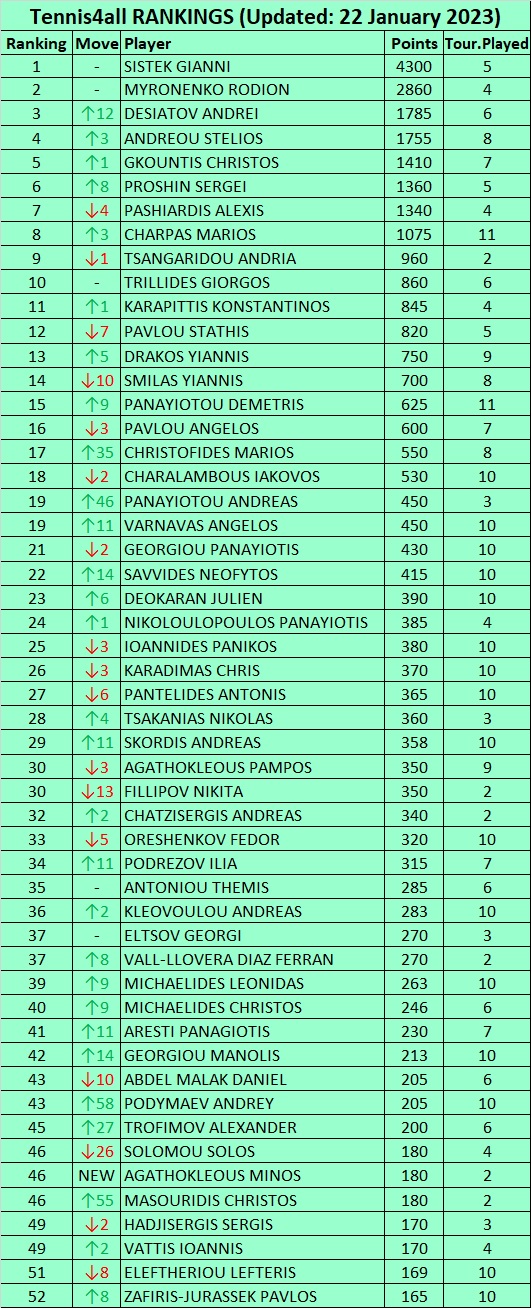 Tennis4all RANKINGS (Updated: 22 January 2023)
Ranking Move Player Points Tour.Played
1 - SISTEK GIANNI 4300 5
2 - MYRONENKO RODION 2860 4
3 ↑12 DESIATOV ANDREI 1785 6
4 ↑3 ANDREOU STELIOS 1755 8
5 ↑1 GKOUNTIS CHRISTOS 1410 7
6 ↑8 PROSHIN SERGEI 1360 5
7 ↓4 PASHIARDIS ALEXIS 1340 4
8 ↑3 CHARPAS MARIOS 1075 11
9 ↓1 TSANGARIDOU ANDRIA 960 2
10 - TRILLIDES GIORGOS 860 6
11 ↑1 KARAPITTIS KONSTANTINOS 845 4
12 ↓7 PAVLOU STATHIS 820 5
13 ↑5 DRAKOS YIANNIS 750 9
14 ↓10 SMILAS YIANNIS 700 8
15 ↑9 PANAYIOTOU DEMETRIS 625 11
16 ↓3 PAVLOU ANGELOS 600 7
17 ↑35 CHRISTOFIDES MARIOS 550 8
18 ↓2 CHARALAMBOUS IAKOVOS 530 10
19 ↑46 PANAYIOTOU ANDREAS 450 3
19 ↑11 VARNAVAS ANGELOS 450 10
21 ↓2 GEORGIOU PANAYIOTIS 430 10
22 ↑14 SAVVIDES NEOFYTOS 415 10
23 ↑6 DEOKARAN JULIEN 390 10
24 ↑1 NIKOLOULOPOULOS PANAYIOTIS 385 4
25 ↓3 IOANNIDES PANIKOS 380 10
26 ↓3 KARADIMAS CHRIS 370 10
27 ↓6 PANTELIDES ANTONIS 365 10
28 ↑4 TSAKANIAS NIKOLAS 360 3
29 ↑11 SKORDIS ANDREAS 358 10
30 ↓3 AGATHOKLEOUS PAMPOS 350 9
30 ↓13 FILLIPOV NIKITA 350 2
32 ↑2 CHATZISERGIS ANDREAS 340 2
33 ↓5 ORESHENKOV FEDOR 320 10
34 ↑11 PODREZOV ILIA 315 7
35 - ANTONIOU THEMIS 285 6
36 ↑2 KLEOVOULOU ANDREAS 283 10
37 - ELTSOV GEORGI 270 3
37 ↑8 VALL-LLOVERA DIAZ FERRAN 270 2
39 ↑9 MICHAELIDES LEONIDAS 263 10
40 ↑9 MICHAELIDES CHRISTOS 246 6
41 ↑11 ARESTI PANAGIOTIS 230 7
42 ↑14 GEORGIOU MANOLIS 213 10
43 ↓10 ABDEL MALAK DANIEL 205 6
43 ↑58 PODYMAEV ANDREY 205 10
45 ↑27 TROFIMOV ALEXANDER 200 6
46 ↓26 SOLOMOU SOLOS 180 4
46 NEW AGATHOKLEOUS MINOS 180 2
46 ↑55 MASOURIDIS CHRISTOS 180 2
49 ↓2 HADJISERGIS SERGIS 170 3
49 ↑2 VATTIS IOANNIS 170 4
51 ↓8 ELEFTHERIOU LEFTERIS 169 10
52 ↑8 ZAFIRIS-JURASSEK PAVLOS 165 10